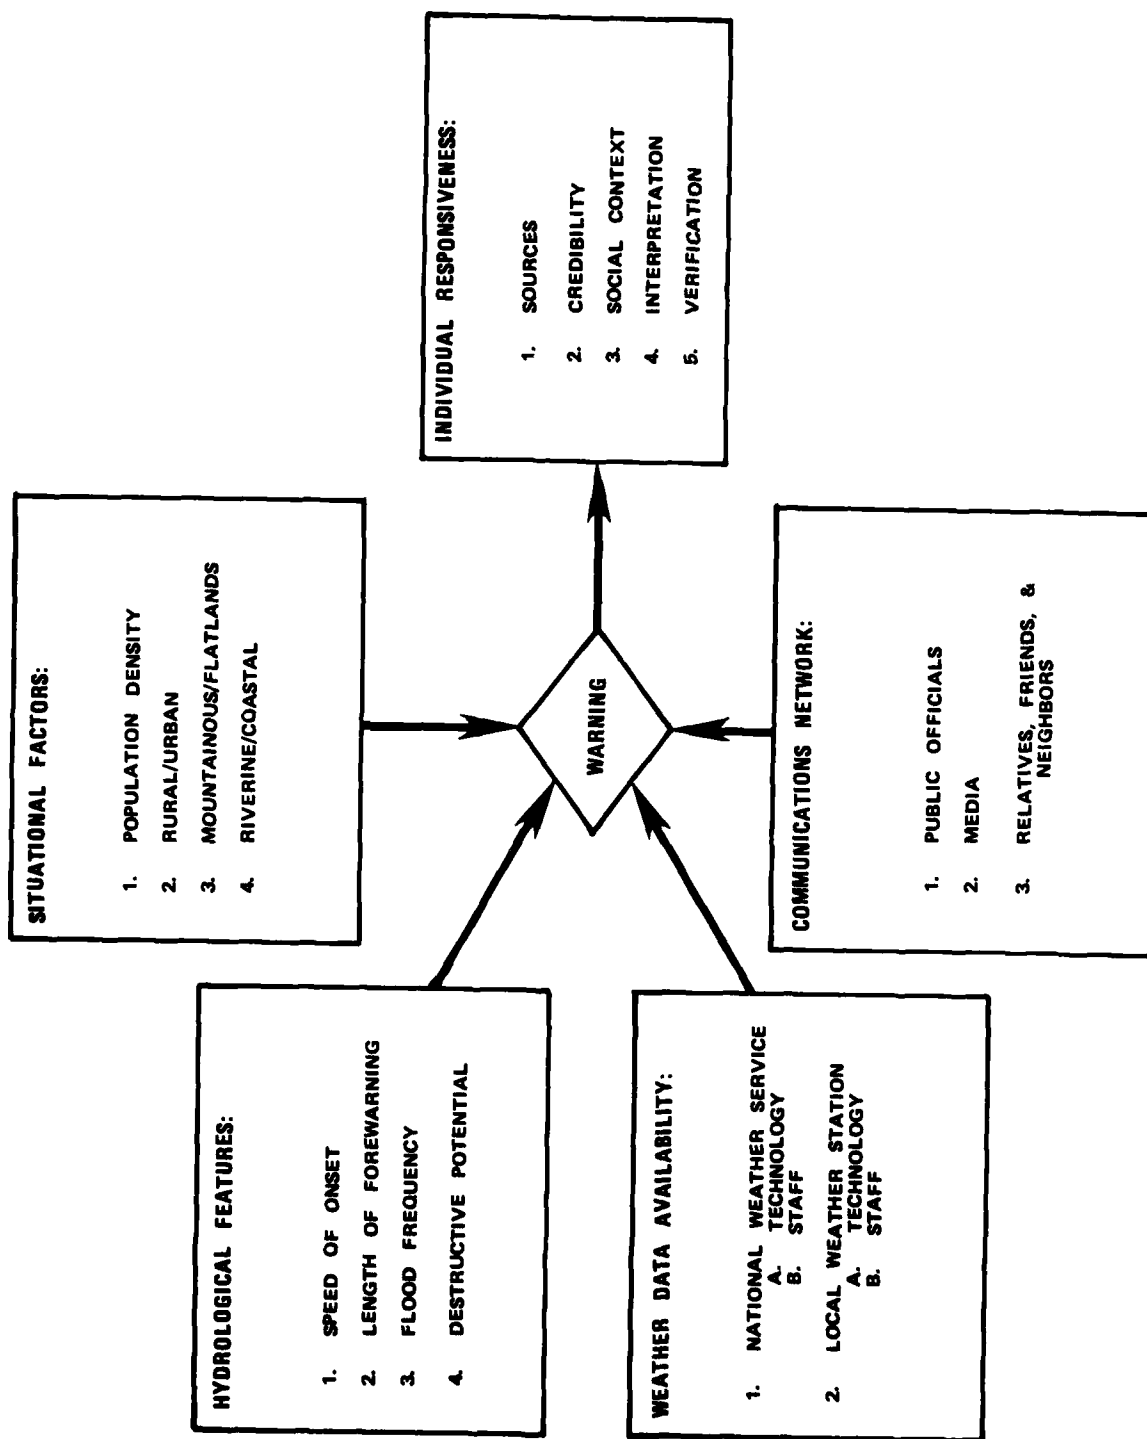 HYDROLOGICAL FEATURES:
1. SPEED OF ONSET
2. LENGTH OF FOREWARNING
3. FLOOD FREQUENCY
4. DESTRUCTIVE POTENTIAL
WEATHER DATA AVAILABILITY:
1. NATIONAL WEATHER SERVICE
A. TECHNOLOGY
B. STAFF
2. LOCAL WEATHER STATION
A. TECHNOLOGY
B. STAFF
SITUATIONAL FACTORS:
1. POPULATION DENSITY
2. RURAL/URBAN
3. MOUNTAINOUS/FLATLANDS
4. RIVERINE/COASTAL
WARNING
COMMUNICATIONS NETWORK:
1. PUBLIC OFFICIALS
2. MEDIA
3. RELATIVES, FRIENDS, &
NEIGHBORS
INDIVIDUAL RESPONSIVENESS:
1. SOURCES
2. CREDIBILITY
3. SOCIAL CONTEXT
4. INTERPRETATION
5. VERIFICATION